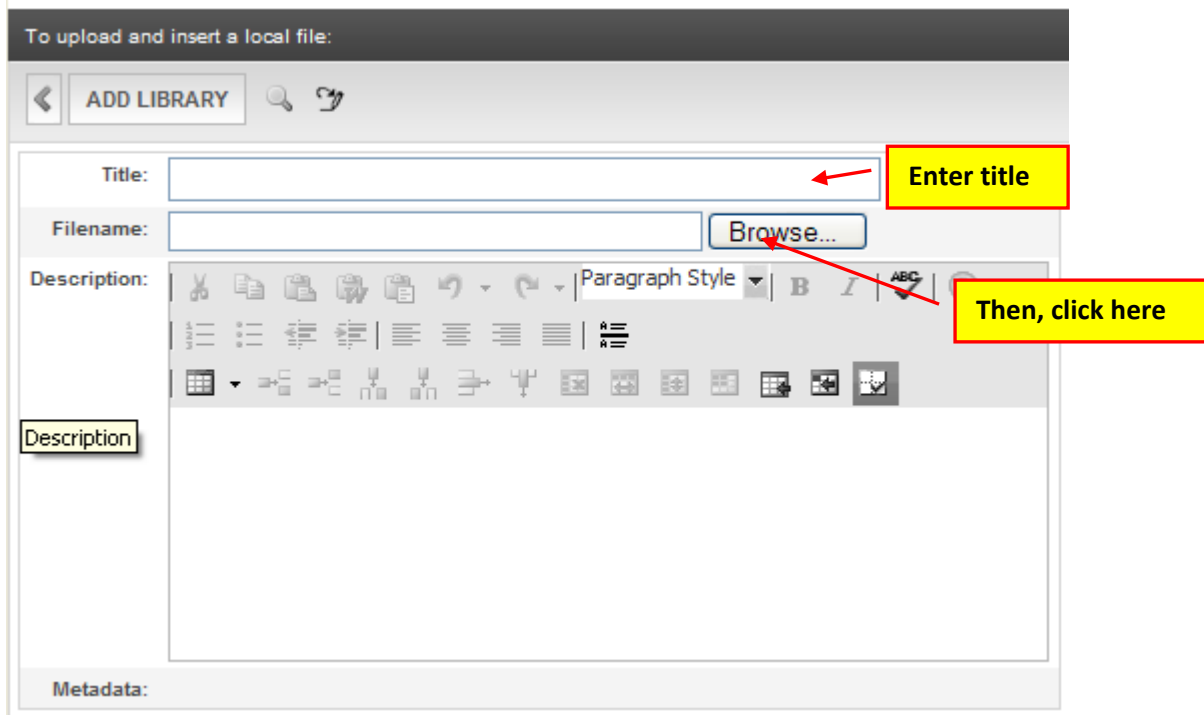 To upload and insert a local file:
ADD LIBRARY
Title:
Enter title
Filename:
Browse...
Description:
Paragraph Style
B
I
ABC
Then, click here
Description
Metadata: